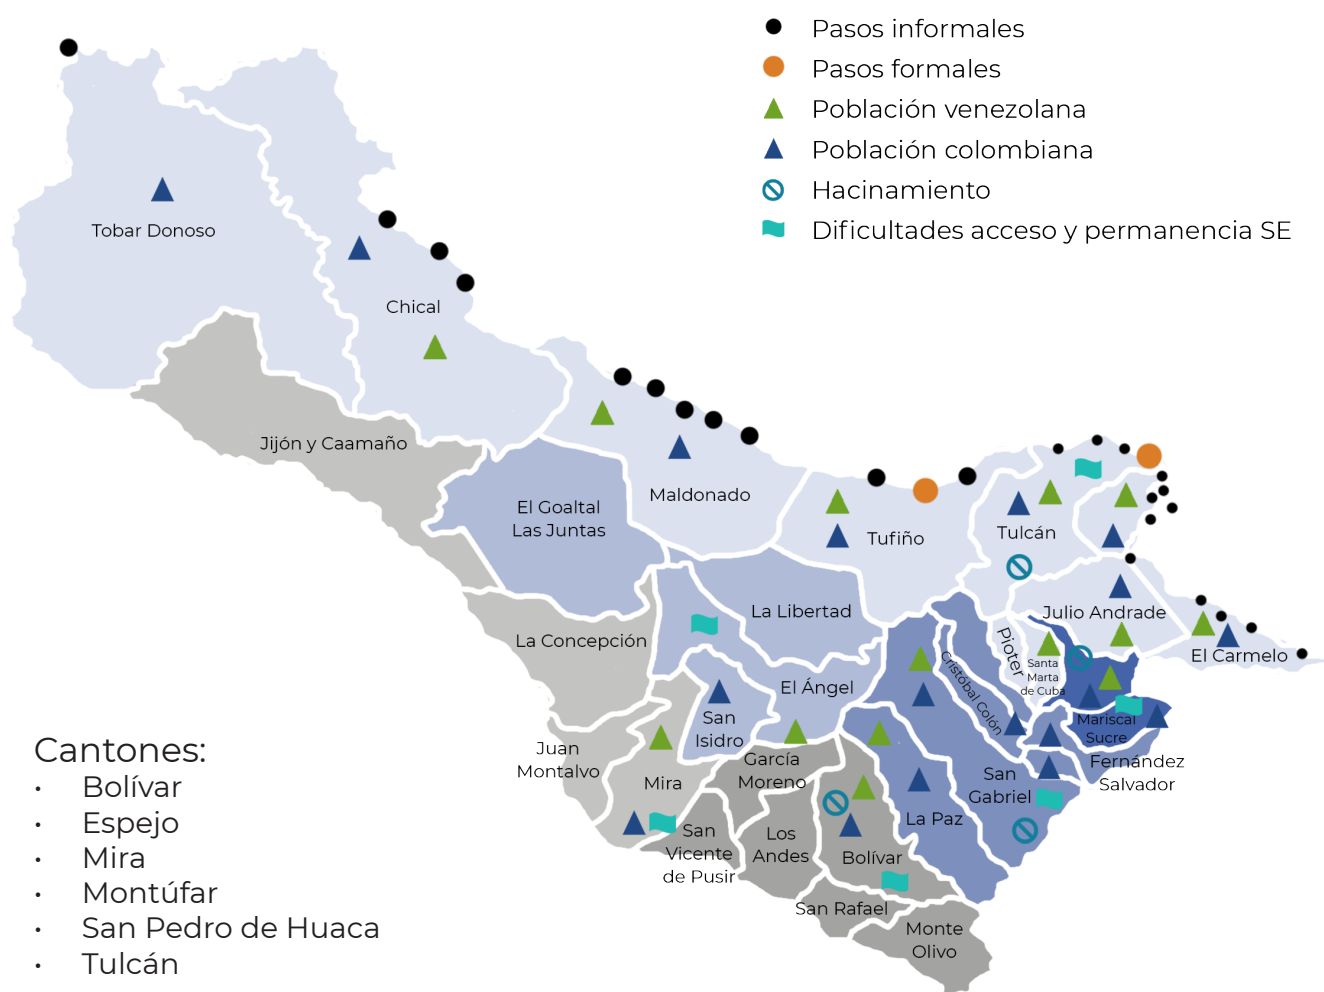 Pasos informales
Pasos formales
Población venezolana
Población colombiana
Hacinamiento
Dificultades acceso y permanencia SE
Tobar Donoso
Chical
Jijón y Caamaño
Maldonado
El Goaltal
Las Juntas
Tufiño
Tulcán
La Libertad
Julio Andrade
La Concepción
Pioter
Cristóbal Colón
Santa
Marta
de Cuba
El Carmelo
El Ángel
San
Isidro
Mariscal
Sucre
Juan
Montalvo
Mira
García
Moreno
San
Gabriel
Fernández
Salvador
La Paz
San
Vicente
de Pusir
Los
Andes
Bolívar
San Rafael
Monte
Olivo
Cantones:
• Bolívar
• Espejo
• Mira
• Montúfar
• San Pedro de Huaca
• Tulcán